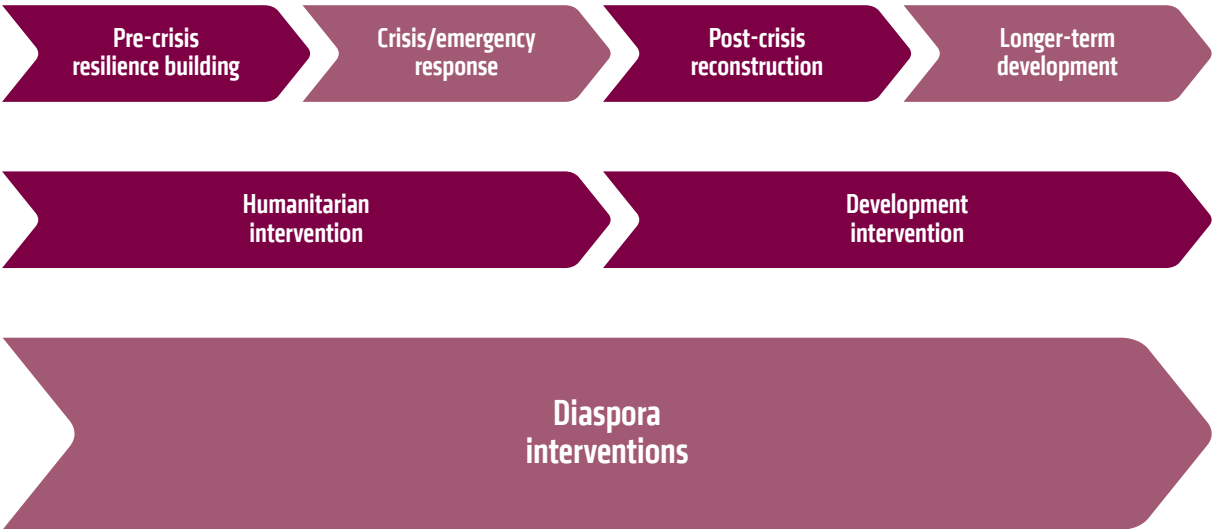 Pre-crisis
resilience building
Crisis/emergency
response
Post-crisis
reconstruction
Longer-term
development
Humanitarian
intervention
Development
intervention
Diaspora
interventions